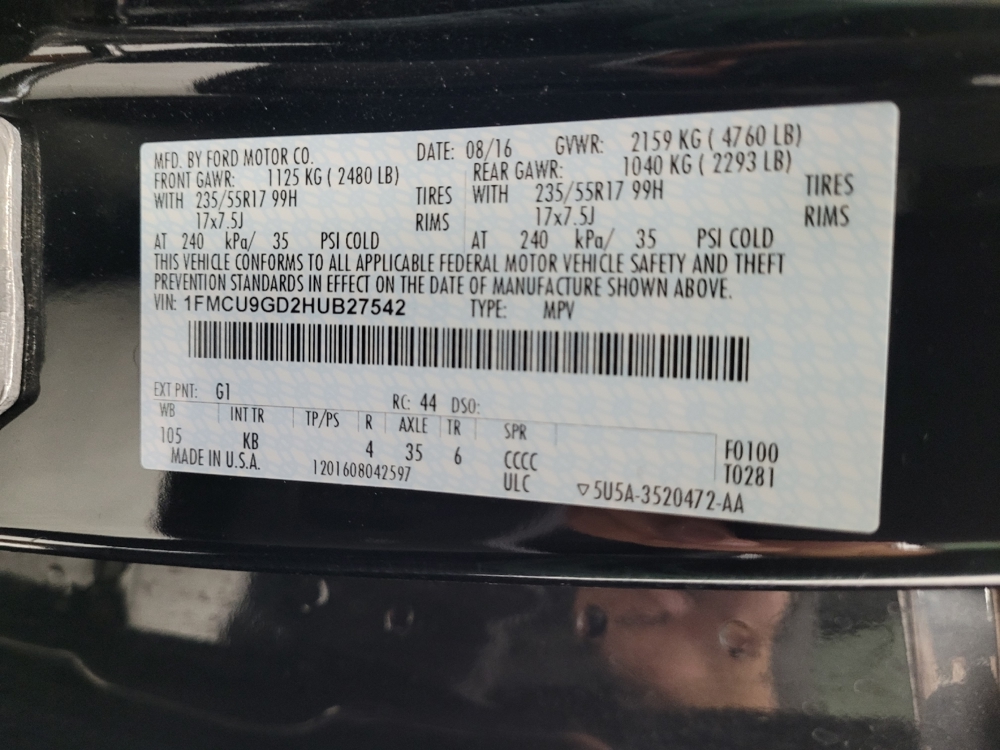 MFD. BY FORD MOTOR CO. DATE: 08/16 GVWR: 2159 KG ( 4760 LB)
FRONT GAWR: 1125 KG ( 2480 LB) REAR GAWR: 1040 KG ( 2293 LB)
WITH 235/55R17 99H TIRES WITH 235/55R17 99H TIRES
17x7.5J RIMS 17x7.5J RIMS
AT 240 kPa/ 35 PSI COLD AT 240 kPa/ 35 PSI COLD
THIS VEHICLE CONFORMS TO ALL APPLICABLE FEDERAL MOTOR VEHICLE SAFETY AND THEFT
PREVENTION STANDARDS IN EFFECT ON THE DATE OF MANUFACTURE SHOWN ABOVE.
VIN: 1FMCU9GD2HUB27542 TYPE: MPV
EXT PNT: G1 RC: 44 DSO:
WB INT TR TP/PS R AXLE TR SPR
105 KB 4 35 6 CCCC F0100
MADE IN U.S.A. 1201608042597 ULC T0281
▽5U5A-3520472-AA